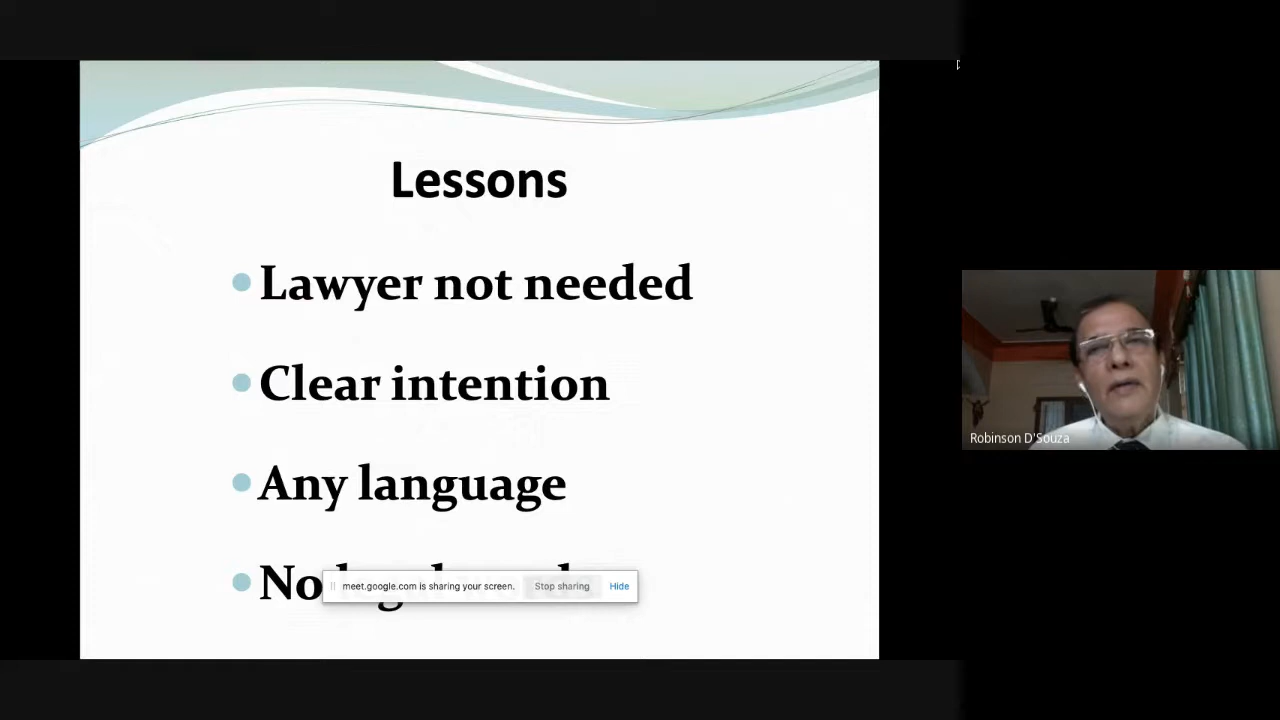 Lessons
Lawyer not needed
Clear intention
Any language
No
meet.google.com is sharing your screen. Stop sharing Hide
Robinson D'Souza